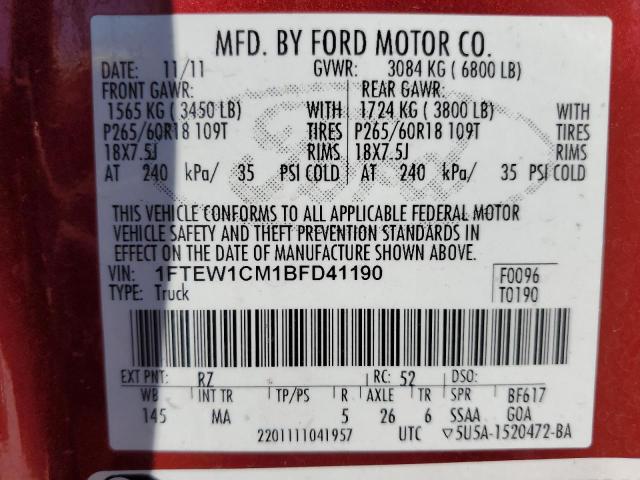 MFD. BY FORD MOTOR CO.
DATE: 11/11 GVWR: 3084 KG ( 6800 LB)
FRONT GAWR: REAR GAWR:
1565 KG ( 3450 LB) WITH 1724 KG ( 3800 LB) WITH
P265/60R18 109T TIRES P265/60R18 109T TIRES
18X7.5J RIMS 18X7.5J RIMS
AT 240 kPa/ 35 PSI COLD AT 240 kPa/ 35 PSI COLD
THIS VEHICLE CONFORMS TO ALL APPLICABLE FEDERAL MOTOR
VEHICLE SAFETY AND THEFT PREVENTION STANDARDS IN
EFFECT ON THE DATE OF MANUFACTURE SHOWN ABOVE.
VIN: 1FTEW1CM1BFD41190 F0096
TYPE: Truck T0190
EXT PNT: RZ RC: 52 DSO:
WB INT TR TP/PS R AXLE TR SPR BF617
145 MA 5 26 6 SSAA GOA
2201111041957 UTC ▽5U5A-1520472-BA